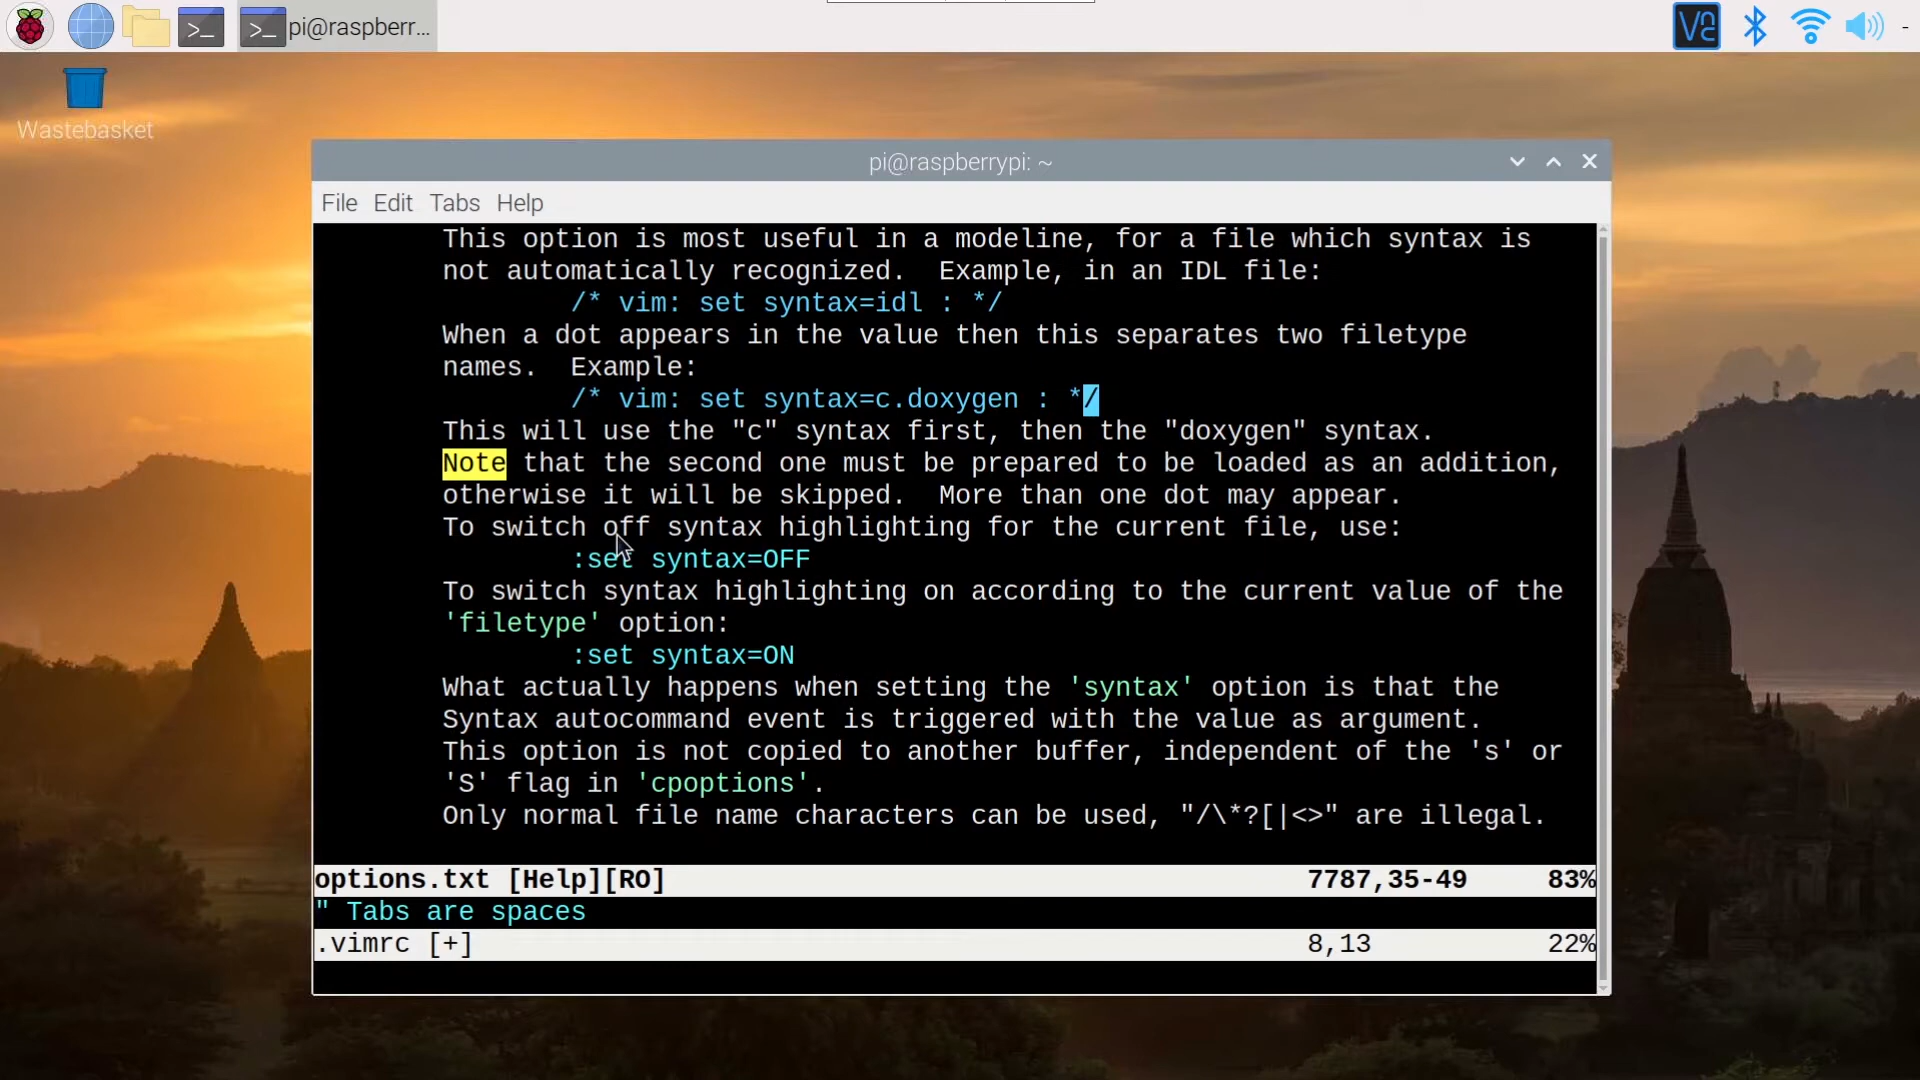 pi@raspberr...
Wastebasket
pi@raspberrypi: ~
File Edit Tabs Help
This option is most useful in a modeline, for a file which syntax is
not automatically recognized.  Example, in an IDL file:
/* vim: set syntax=idl : */
When a dot appears in the value then this separates two filetype
names.  Example:
/* vim: set syntax=c.doxygen : */
This will use the "c" syntax first, then the "doxygen" syntax.
Note that the second one must be prepared to be loaded as an addition,
otherwise it will be skipped.  More than one dot may appear.
To switch off syntax highlighting for the current file, use:
:set syntax=OFF
To switch syntax highlighting on according to the current value of the
'filetype' option:
:set syntax=ON
What actually happens when setting the 'syntax' option is that the
Syntax autocommand event is triggered with the value as argument.
This option is not copied to another buffer, independent of the 's' or
'S' flag in 'cpoptions'.
Only normal file name characters can be used, "/\*?[|<>" are illegal.
options.txt [Help][RO] 7787,35-49 83%
" Tabs are spaces
.vimrc [+] 8,13 22%